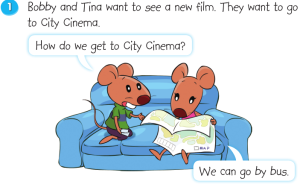 1 Bobby and Tina want to see a new film. They want to go
to City Cinema.
How do we get to City Cinema?
We can go by bus.